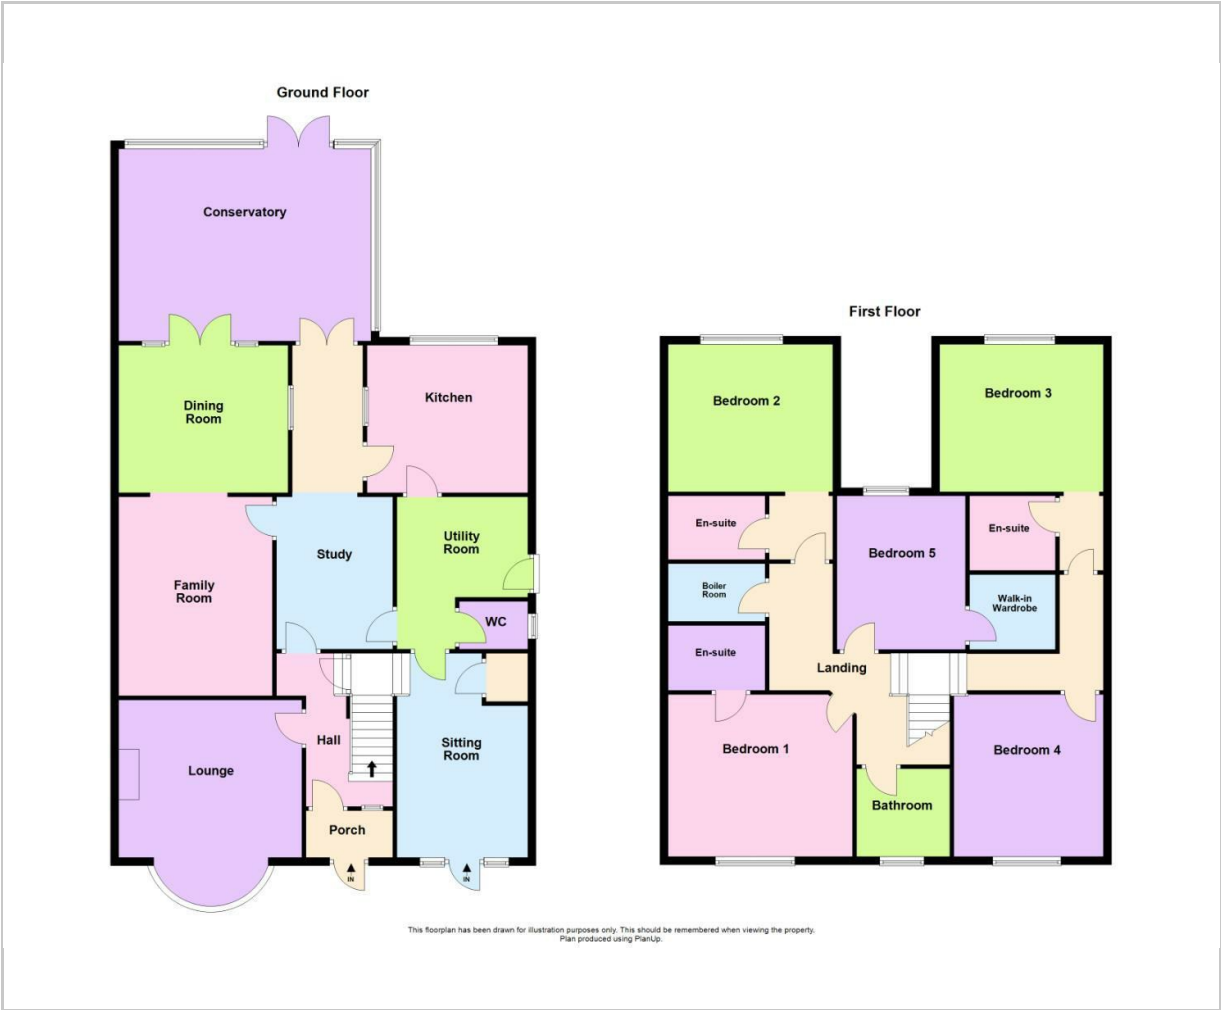 Ground Floor
Conservatory
Dining
Room
Kitchen
Study
Utility
Room
Family
Room
WC
Hall
Sitting
Room
Lounge
Porch
IN
IN
First Floor
Bedroom 2
Bedroom 3
En-suite
En-suite
Bedroom 5
Boiler
Room
Walk-in
Wardrobe
En-suite
Landing
Bedroom 1
Bedroom 4
Bathroom
This floorplan has been drawn for illustration purposes only. This should be remembered when viewing the property.
Plan produced using PlanUp.